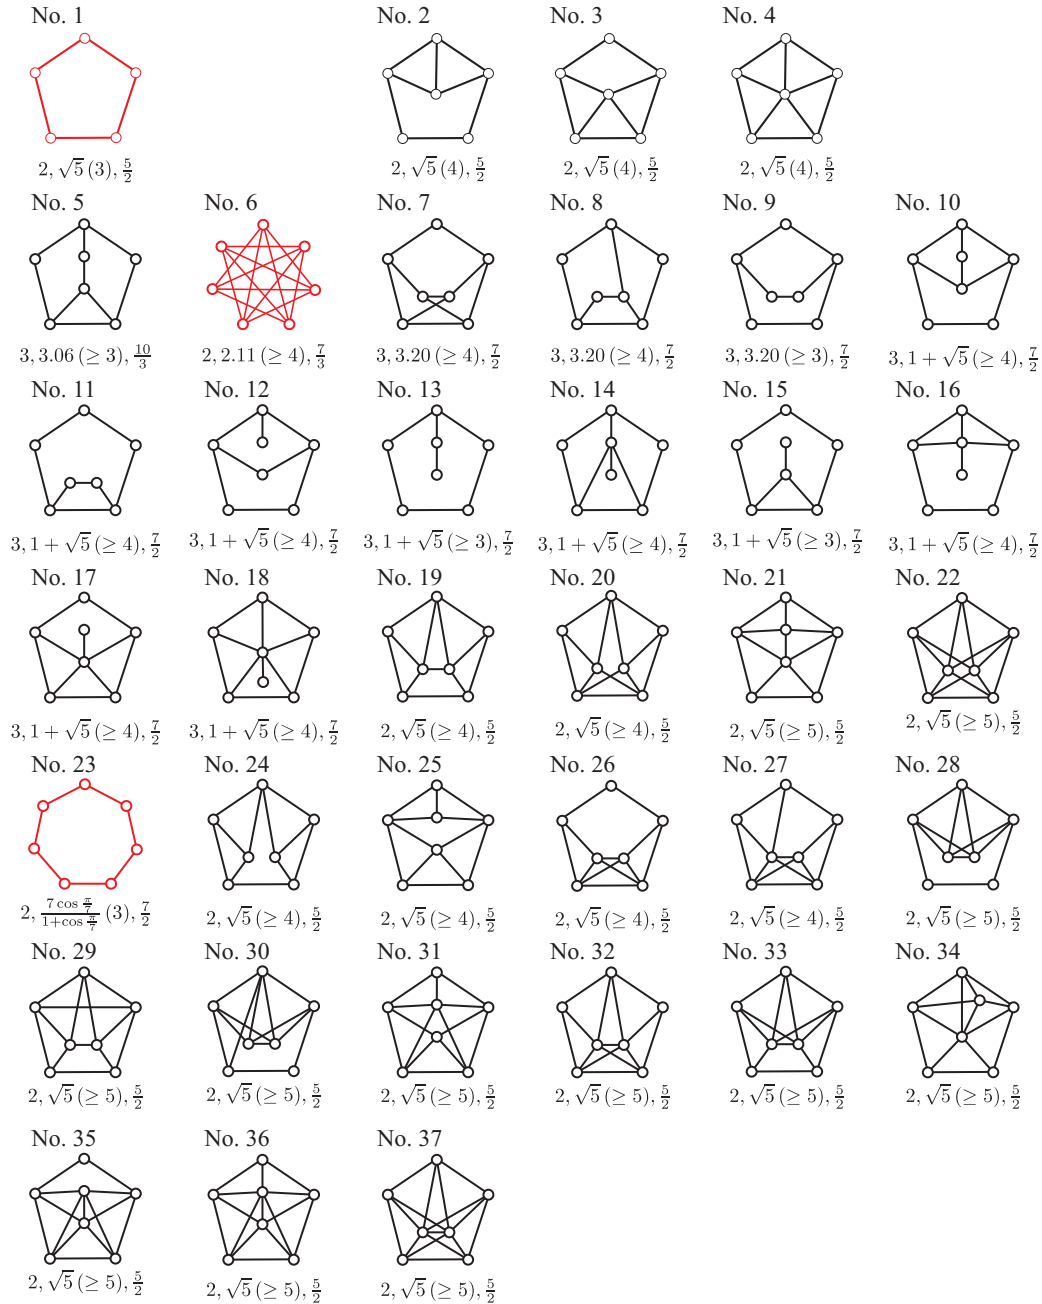 No. 1 No. 2 No. 3 No. 4
2, √5 (3), 5/2 2, √5 (4), 5/2 2, √5 (4), 5/2 2, √5 (4), 5/2
No. 5 No. 6 No. 7 No. 8 No. 9 No. 10
3, 3.06 (≥ 3), 10/3 2, 2.11 (≥ 4), 7/3 3, 3.20 (≥ 4), 7/2 3, 3.20 (≥ 4), 7/2 3, 3.20 (≥ 3), 7/2 3, 1 + √5 (≥ 4), 7/2
No. 11 No. 12 No. 13 No. 14 No. 15 No. 16
3, 1 + √5 (≥ 4), 7/2 3, 1 + √5 (≥ 4), 7/2 3, 1 + √5 (≥ 3), 7/2 3, 1 + √5 (≥ 4), 7/2 3, 1 + √5 (≥ 3), 7/2 3, 1 + √5 (≥ 4), 7/2
No. 17 No. 18 No. 19 No. 20 No. 21 No. 22
3, 1 + √5 (≥ 4), 7/2 3, 1 + √5 (≥ 4), 7/2 2, √5 (≥ 4), 5/2 2, √5 (≥ 4), 5/2 2, √5 (≥ 5), 5/2 2, √5 (≥ 5), 5/2
No. 23 No. 24 No. 25 No. 26 No. 27 No. 28
2, 7 cos π/7 / 1+cos π/7 (3), 7/2 2, √5 (≥ 4), 5/2 2, √5 (≥ 4), 5/2 2, √5 (≥ 4), 5/2 2, √5 (≥ 4), 5/2 2, √5 (≥ 5), 5/2
No. 29 No. 30 No. 31 No. 32 No. 33 No. 34
2, √5 (≥ 5), 5/2 2, √5 (≥ 5), 5/2 2, √5 (≥ 5), 5/2 2, √5 (≥ 5), 5/2 2, √5 (≥ 5), 5/2 2, √5 (≥ 5), 5/2
No. 35 No. 36 No. 37
2, √5 (≥ 5), 5/2 2, √5 (≥ 5), 5/2 2, √5 (≥ 5), 5/2